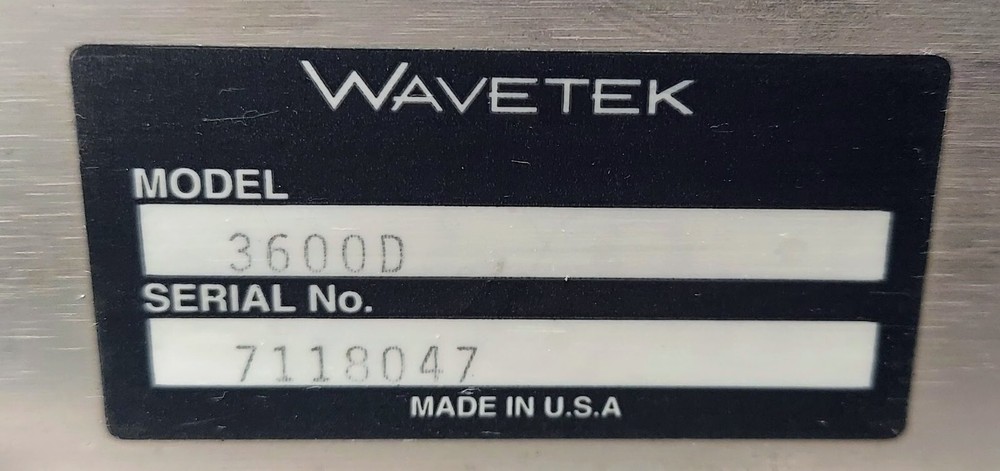 WAVETEK
MODEL
3600D
SERIAL No.
7118047
MADE IN U.S.A